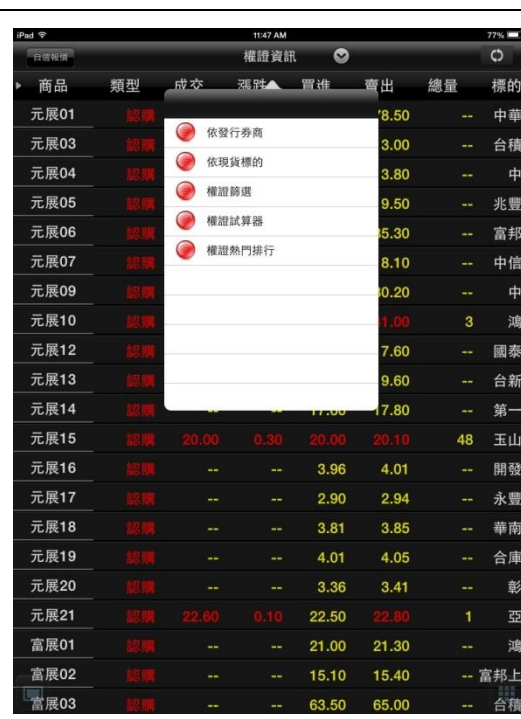 iPad 11:47 AM 77%
自選報價 權證資訊
商品 類型 成交 漲跌 買進 賣出 總量 標的
依發行券商
依現貨標的
權證篩選
權證試算器
權證熱門排行
元展01 認購 78.50 -- 中華
元展03 認購 3.00 -- 台積
元展04 認購 3.80 -- 中
元展05 認購 9.50 -- 兆豐
元展06 認購 35.30 -- 富邦
元展07 認購 8.10 -- 中信
元展09 認購 30.20 -- 中
元展10 認購 1.00 3 鴻
元展12 認購 7.60 -- 國泰
元展13 認購 9.60 -- 台新
元展14 認購 -- -- 17.60 17.80 -- 第一
元展15 認購 20.00 0.30 20.00 20.10 48 玉山
元展16 認購 -- -- 3.96 4.01 -- 開發
元展17 認購 -- -- 2.90 2.94 -- 永豐
元展18 認購 -- -- 3.81 3.85 -- 華南
元展19 認購 -- -- 4.01 4.05 -- 合庫
元展20 認購 -- -- 3.36 3.41 -- 彰
元展21 認購 22.60 0.10 22.50 22.80 1 亞
富展01 認購 -- -- 21.00 21.30 -- 鴻
富展02 認購 -- -- 15.10 15.40 -- 富邦上
富展03 認購 -- -- 63.50 65.00 -- 台積